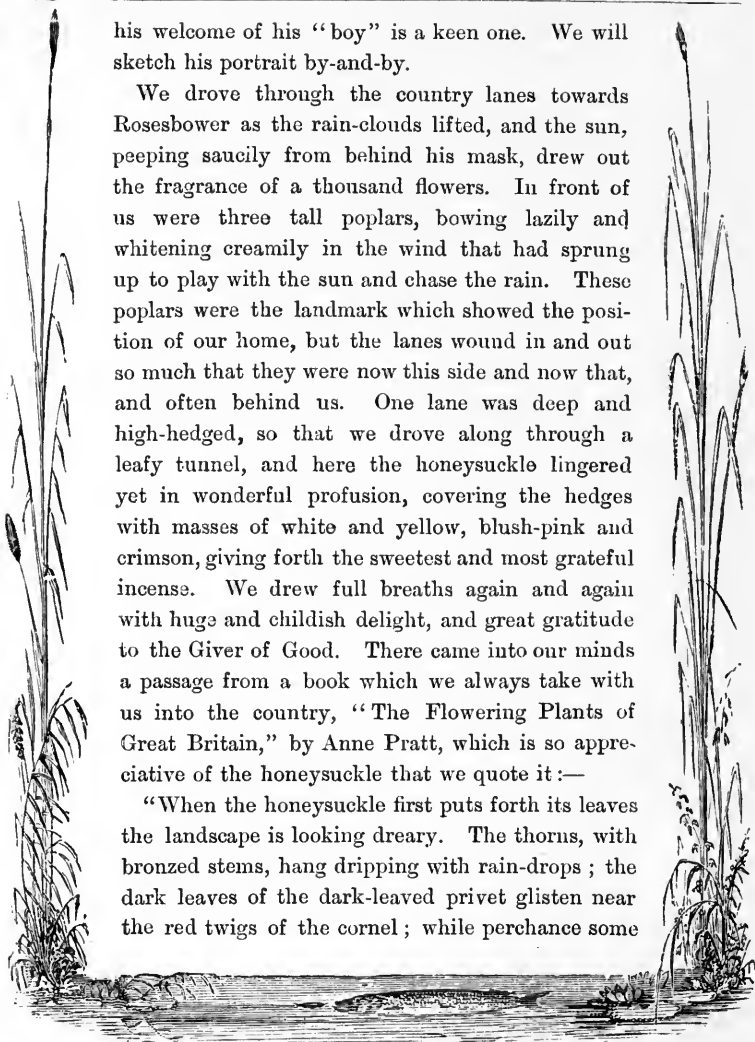 his welcome of his “boy” is a keen one. We will
sketch his portrait by-and-by.
We drove through the country lanes towards
Rosesbower as the rain-clouds lifted, and the sun,
peeping saucily from behind his mask, drew out
the fragrance of a thousand flowers. In front of
us were three tall poplars, bowing lazily and
whitening creamily in the wind that had sprung
up to play with the sun and chase the rain. These
poplars were the landmark which showed the posi-
tion of our home, but the lanes wound in and out
so much that they were now this side and now that,
and often behind us. One lane was deep and
high-hedged, so that we drove along through a
leafy tunnel, and here the honeysuckle lingered
yet in wonderful profusion, covering the hedges
with masses of white and yellow, blush-pink and
crimson, giving forth the sweetest and most grateful
incense. We drew full breaths again and again
with huge and childish delight, and great gratitude
to the Giver of Good. There came into our minds
a passage from a book which we always take with
us into the country, “The Flowering Plants of
Great Britain,” by Anne Pratt, which is so appre-
ciative of the honeysuckle that we quote it :—
“When the honeysuckle first puts forth its leaves
the landscape is looking dreary. The thorns, with
bronzed stems, hang dripping with rain-drops ; the
dark leaves of the dark-leaved privet glisten near
the red twigs of the cornel ; while perchance some